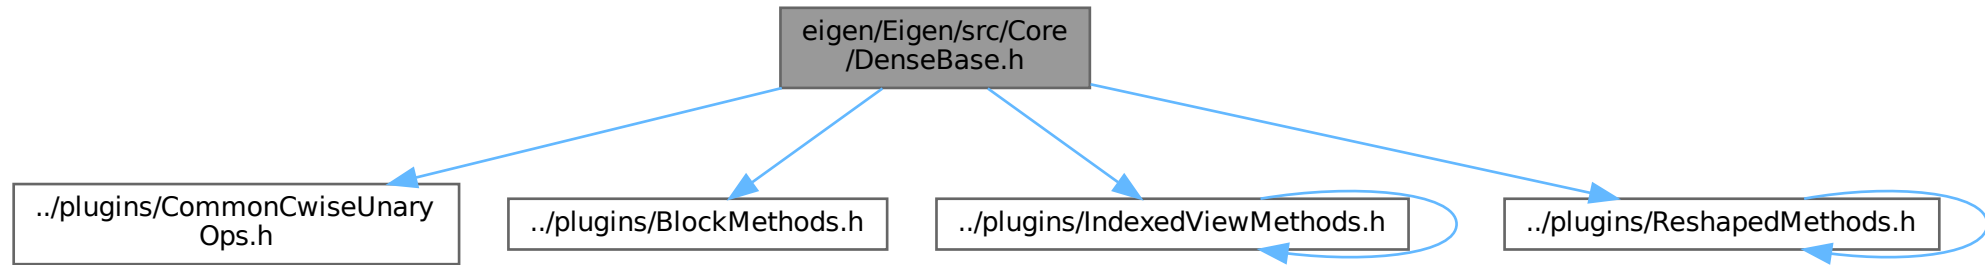 eigen/Eigen/src/Core
/DenseBase.h
../plugins/CommonCwiseUnary
Ops.h
../plugins/BlockMethods.h
../plugins/IndexedViewMethods.h
../plugins/ReshapedMethods.h